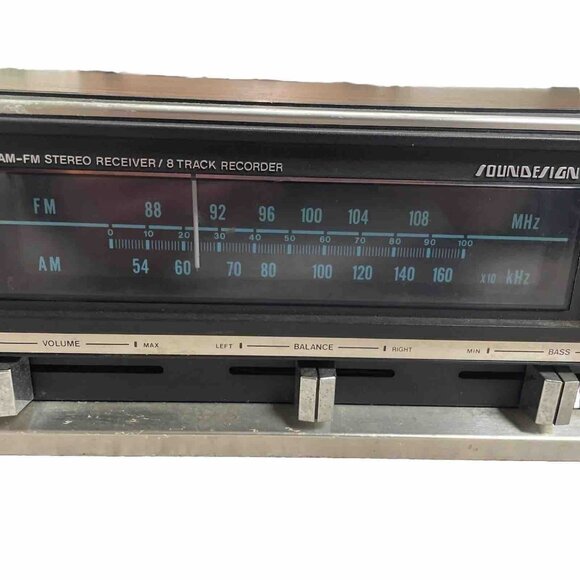 AM-FM STEREO RECEIVER / 8 TRACK RECORDER SOUNDESIGN
FM 88 92 96 100 104 108 MHz
0 10 20 30 40 50 60 70 80 90 100
AM 54 60 70 80 100 120 140 160 X10 kHz
VOLUME MAX LEFT BALANCE RIGHT MIN BASS